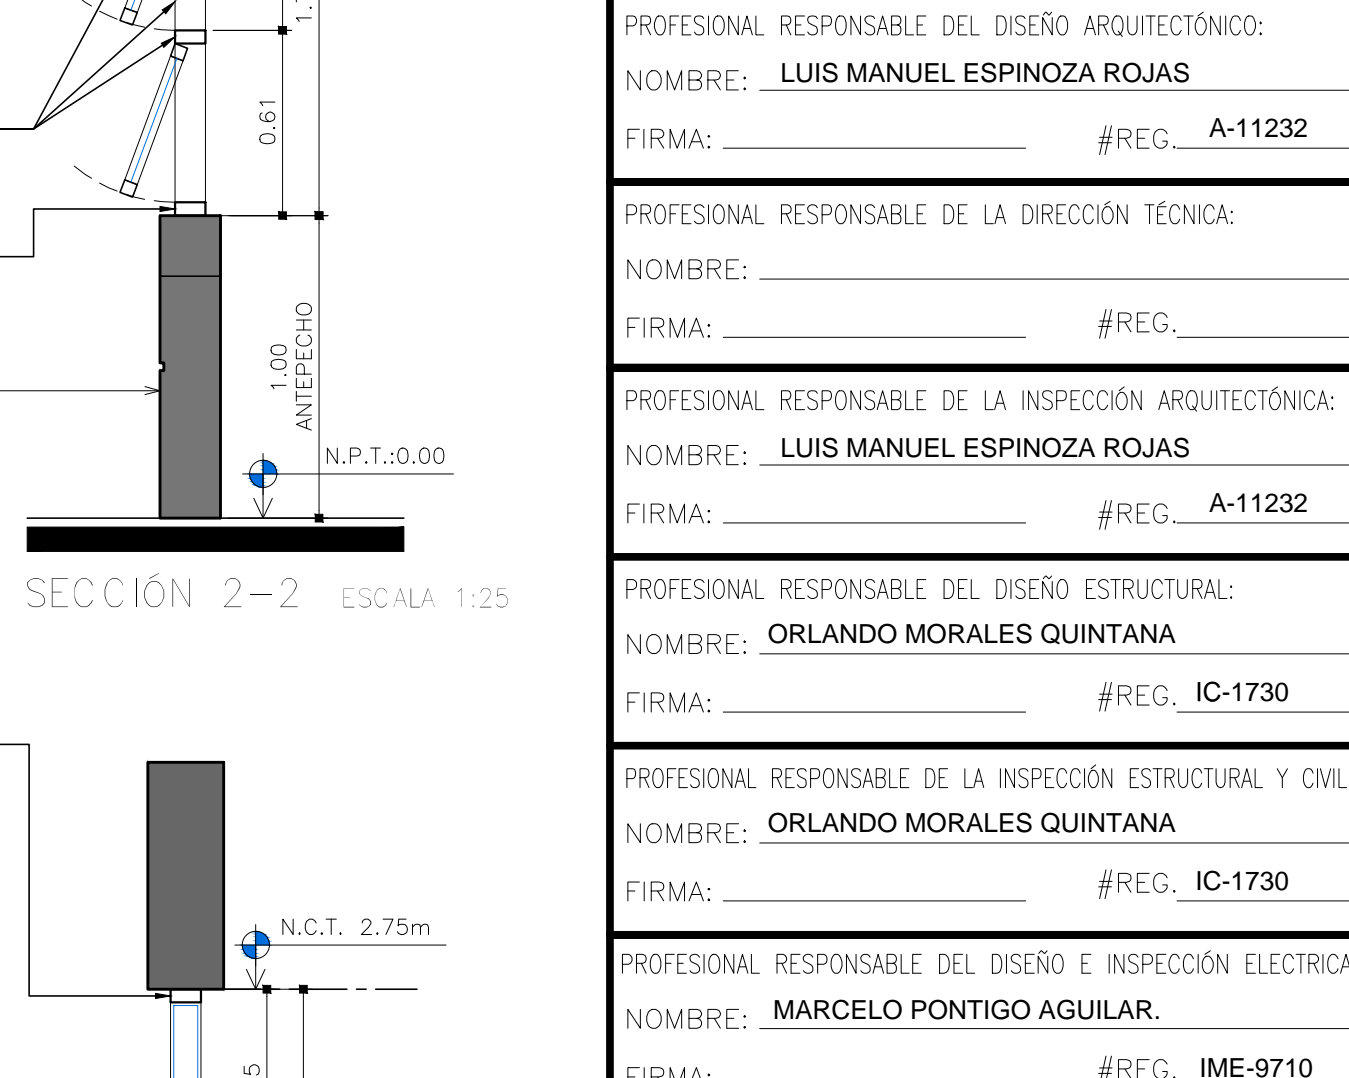 0.61
1.00
ANTEPECHO
N.P.T.:0.00
SECCIÓN 2-2 ESCALA 1:25
N.C.T. 2.75m
PROFESIONAL RESPONSABLE DEL DISEÑO ARQUITECTÓNICO:
NOMBRE: LUIS MANUEL ESPINOZA ROJAS
FIRMA: #REG. A-11232
PROFESIONAL RESPONSABLE DE LA DIRECCIÓN TÉCNICA:
NOMBRE:
FIRMA: #REG.
PROFESIONAL RESPONSABLE DE LA INSPECCIÓN ARQUITECTÓNICA:
NOMBRE: LUIS MANUEL ESPINOZA ROJAS
FIRMA: #REG. A-11232
PROFESIONAL RESPONSABLE DEL DISEÑO ESTRUCTURAL:
NOMBRE: ORLANDO MORALES QUINTANA
FIRMA: #REG. IC-1730
PROFESIONAL RESPONSABLE DE LA INSPECCIÓN ESTRUCTURAL Y CIVIL
NOMBRE: ORLANDO MORALES QUINTANA
FIRMA: #REG. IC-1730
PROFESIONAL RESPONSABLE DEL DISEÑO E INSPECCIÓN ELECTRICA
NOMBRE: MARCELO PONTIGO AGUILAR.
FIRMA: #REG. IME-9710